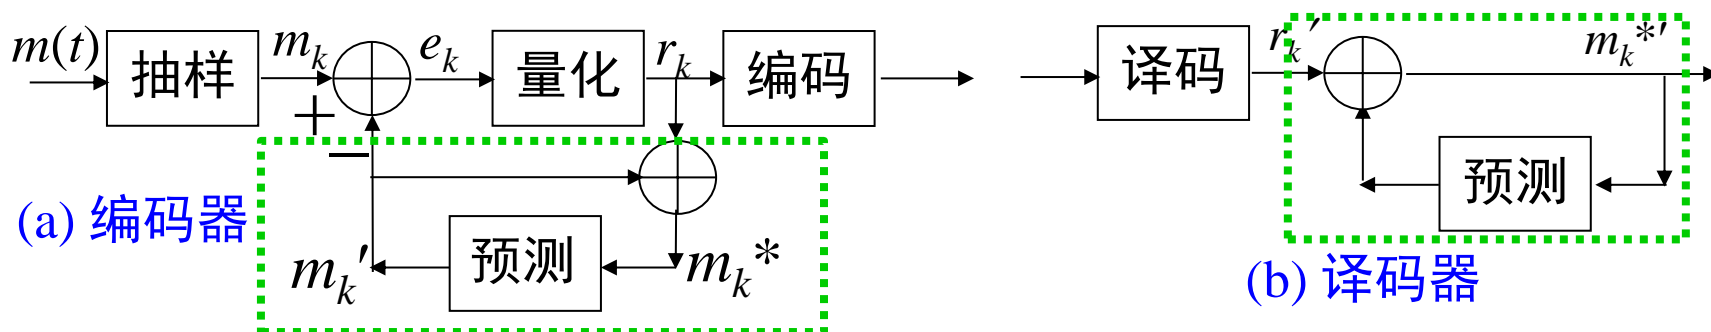 m(t) 抽样 m_k e_k 量化 r_k 编码 译码 r_k′ m_k*′
+
−
预测
(a) 编码器
预测
m_k′ m_k*
(b) 译码器